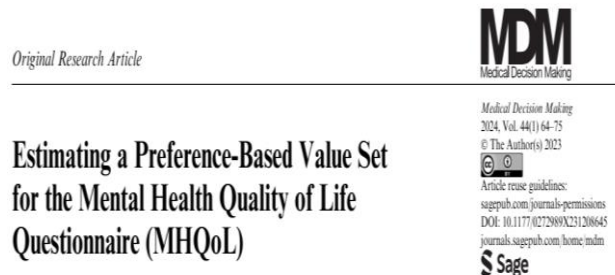 Original Research Article
MDM
Medical Decision Making
Medical Decision Making
2024, Vol. 44(1) 64–75
© The Author(s) 2023
Article reuse guidelines:
sagepub.com/journals-permissions
DOI: 10.1177/0272989X231208645
journals.sagepub.com/home/mdm
Sage
Estimating a Preference-Based Value Set
for the Mental Health Quality of Life
Questionnaire (MHQoL)